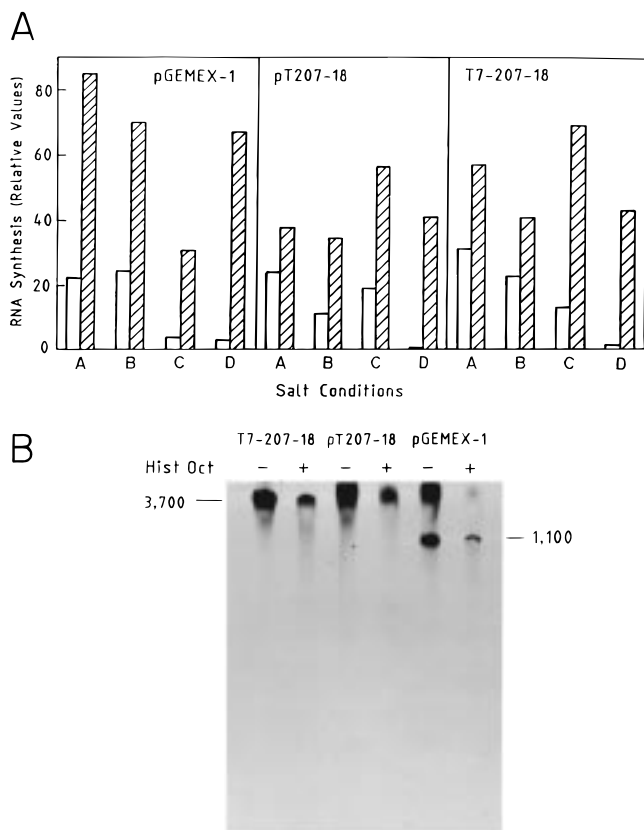 A
pGEMEX-1 pT207-18 T7-207-18
RNA Synthesis (Relative Values)
80
60
40
20
0
A B C D A B C D A B C D
Salt Conditions
B
T7-207-18 pT207-18 pGEMEX-1
Hist Oct - + - + - +
3,700
1,100